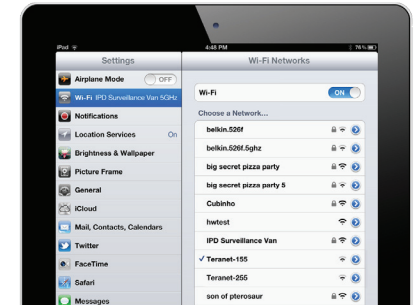 iPad
4:48 PM
76%
Settings
Wi-Fi Networks
Airplane Mode
OFF
Wi-Fi IPD Surveillance Van 5GHz
Notifications
Location Services On
Brightness & Wallpaper
Picture Frame
General
iCloud
Mail, Contacts, Calendars
Twitter
FaceTime
Safari
Messages
Wi-Fi
ON
Choose a Network...
belkin.526f
belkin.526f.5ghz
big secret pizza party
big secret pizza party 5
Cubinho
hwtest
IPD Surveillance Van
Teranet-155
Teranet-255
son of pterosaur